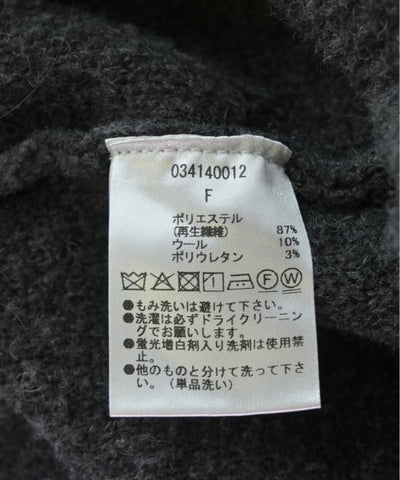 034140012
F
ポリエステル
(再生繊維) 87%
ウール 10%
ポリウレタン 3%
F W
●もみ洗いは避けて下さい。
●洗濯は必ずドライクリーニン
グでお願いします。
●蛍光増白剤入り洗剤は使用禁
止。
●他のものと分けて洗って下さ
い。(単品洗い)